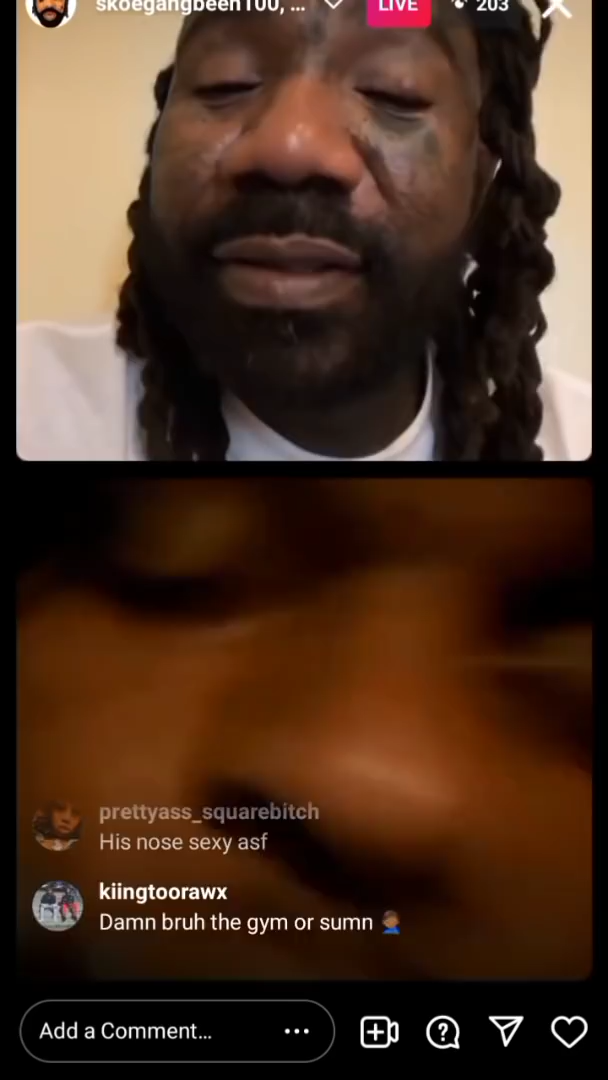 skoegangbeen100, ...
LIVE
203
prettyass_squarebitch
His nose sexy asf
kiingtoorawx
Damn bruh the gym or sumn 🤦🏾‍♂️
Add a Comment...